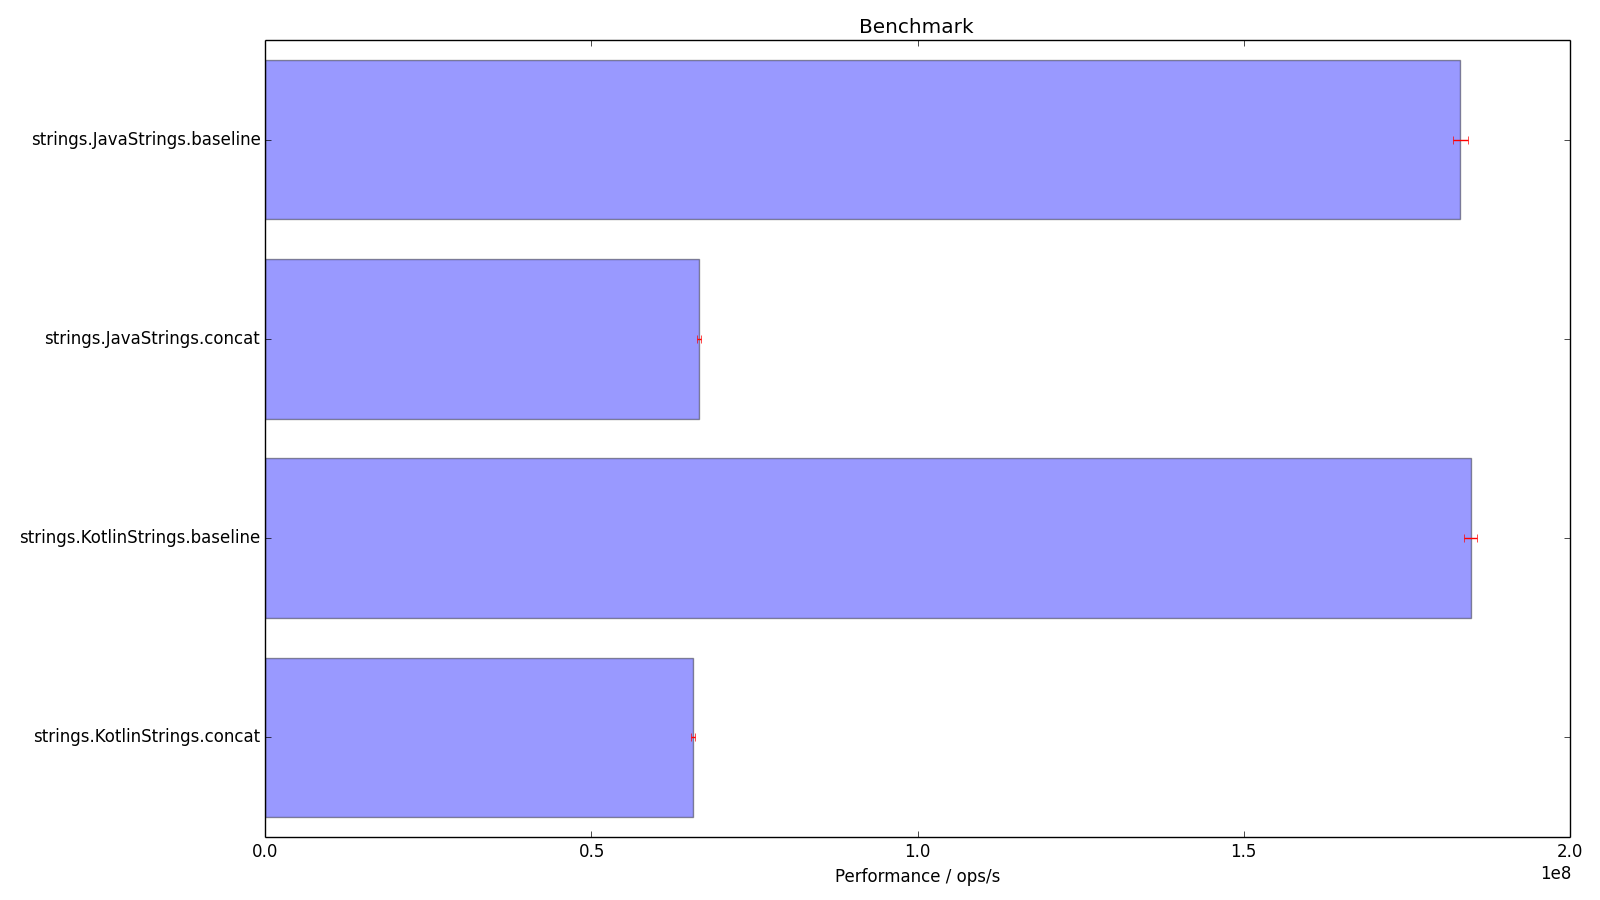 Benchmark
strings.JavaStrings.baseline
strings.JavaStrings.concat
strings.KotlinStrings.baseline
strings.KotlinStrings.concat
0.0 0.5 1.0 1.5 2.0
1e8
Performance / ops/s